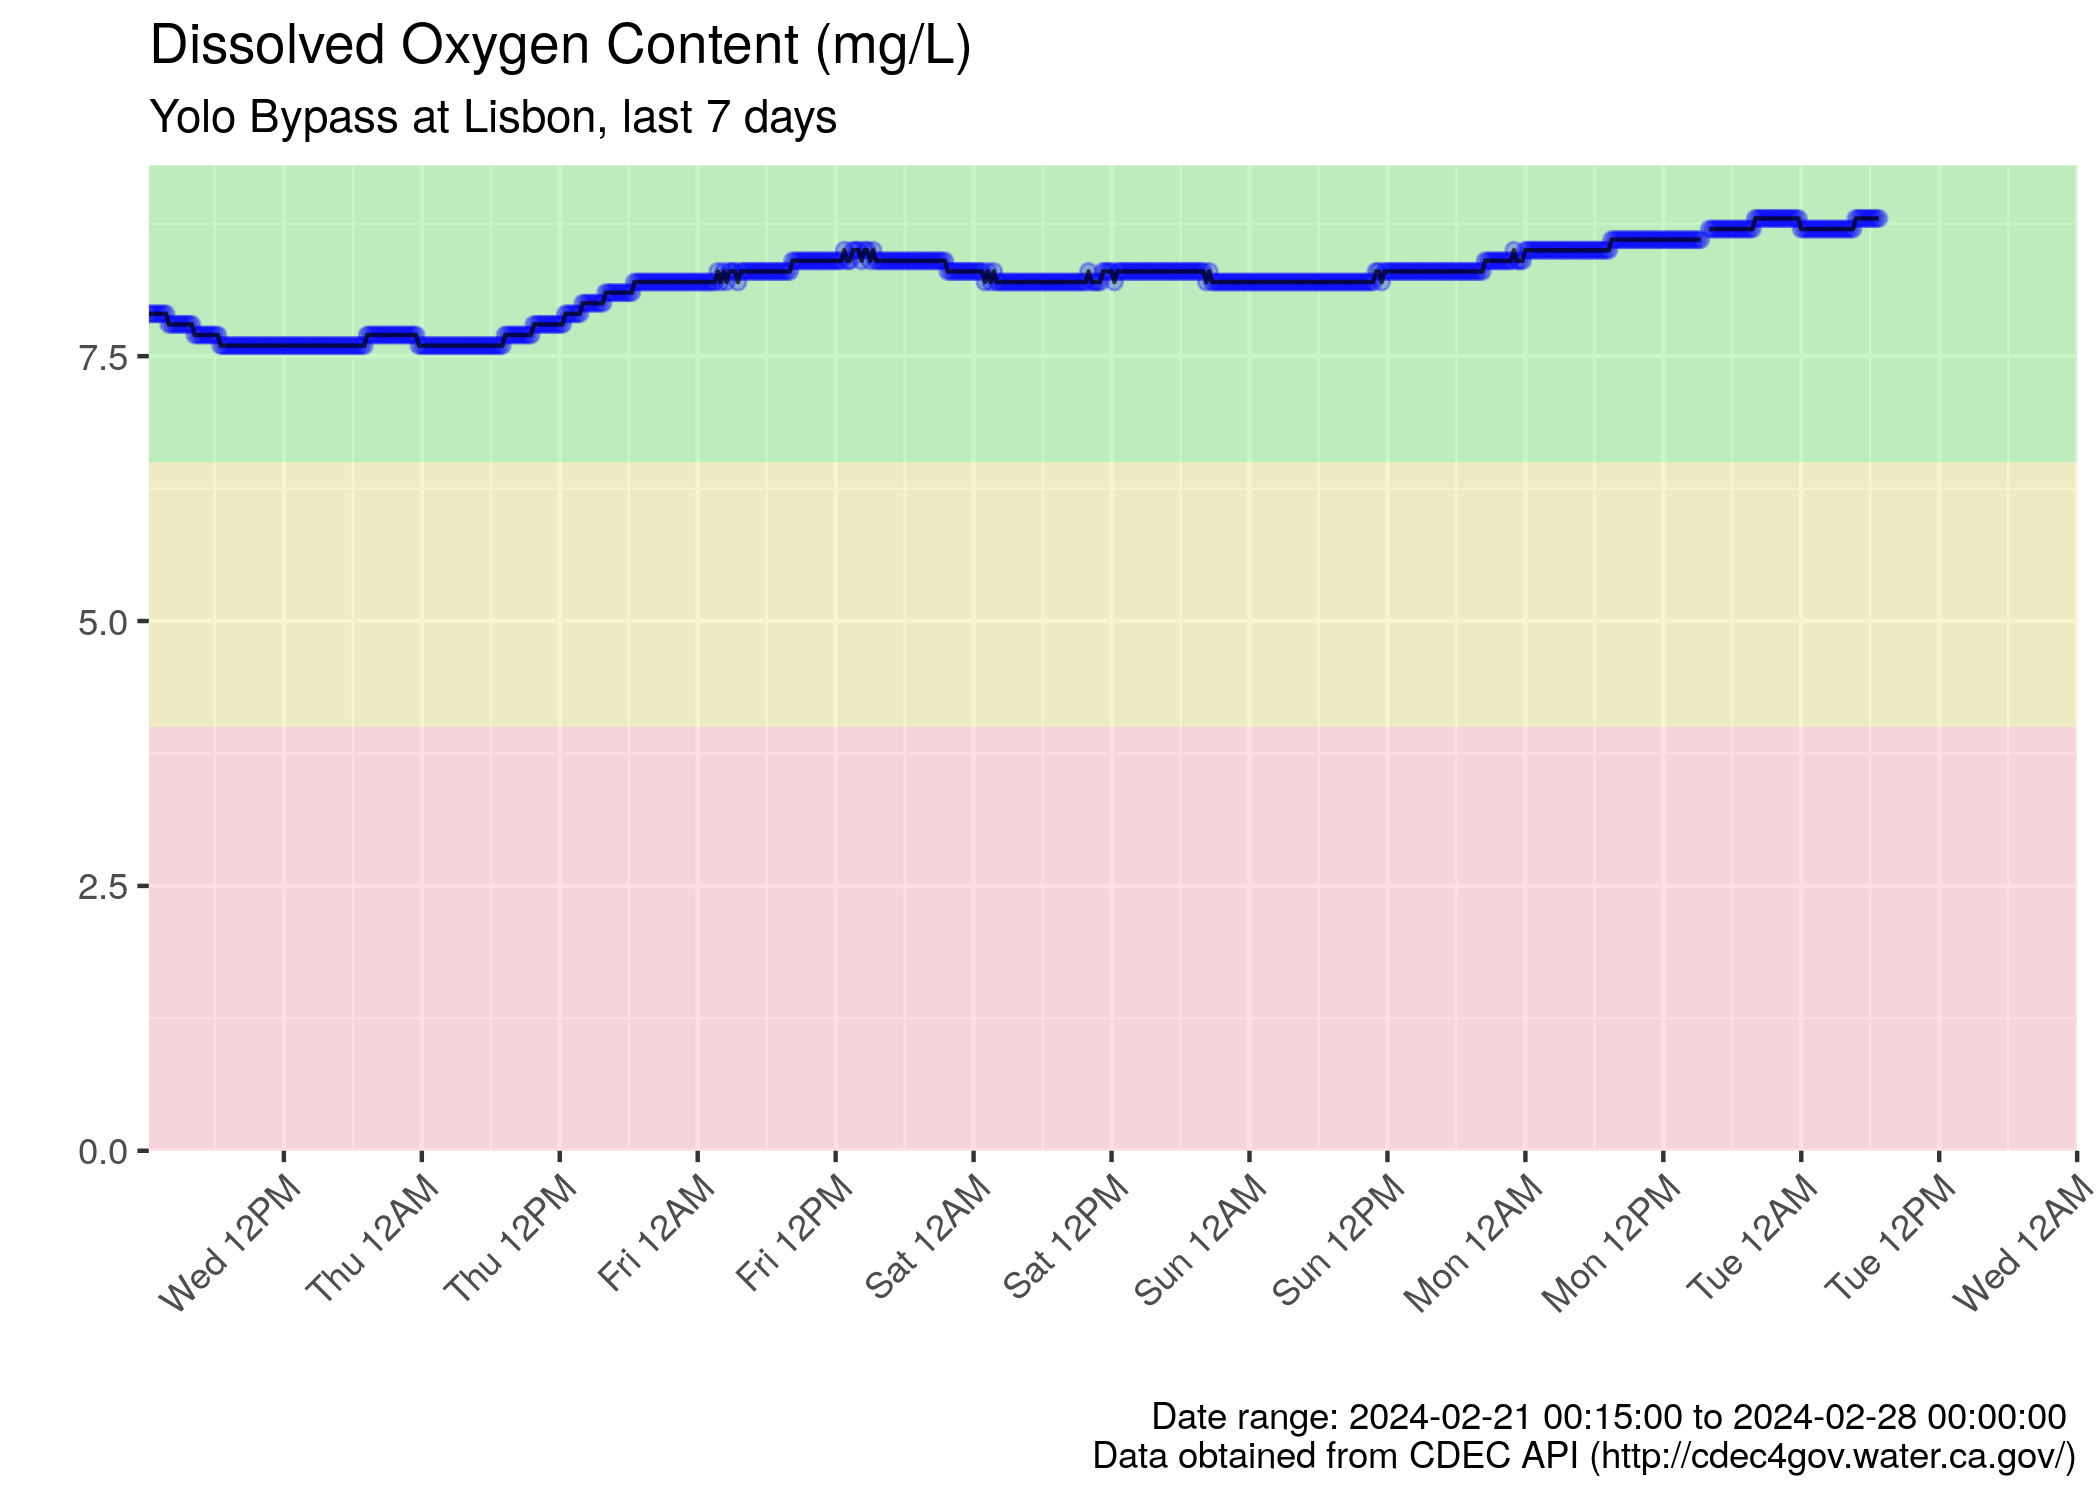 Dissolved Oxygen Content (mg/L)
Yolo Bypass at Lisbon, last 7 days
7.5
5.0
2.5
0.0
Wed 12PM
Thu 12AM
Thu 12PM
Fri 12AM
Fri 12PM
Sat 12AM
Sat 12PM
Sun 12AM
Sun 12PM
Mon 12AM
Mon 12PM
Tue 12AM
Tue 12PM
Wed 12AM
Date range: 2024-02-21 00:15:00 to 2024-02-28 00:00:00
Data obtained from CDEC API (http://cdec4gov.water.ca.gov/)